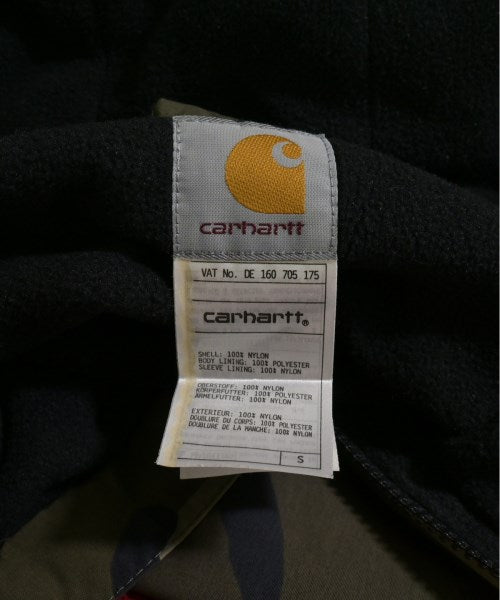 carhartt
VAT No. DE 160 705 175
carhartt®
SHELL: 100% NYLON
BODY LINING: 100% POLYESTER
SLEEVE LINING: 100% NYLON
OBERSTOFF: 100% NYLON
KÖRPERFUTTER: 100% POLYESTER
ÄRMELFUTTER: 100% NYLON
EXTERIEUR: 100% NYLON
DOUBLURE DU CORPS: 100% POLYESTER
DOUBLURE DE LA MANCHE: 100% NYLON
S